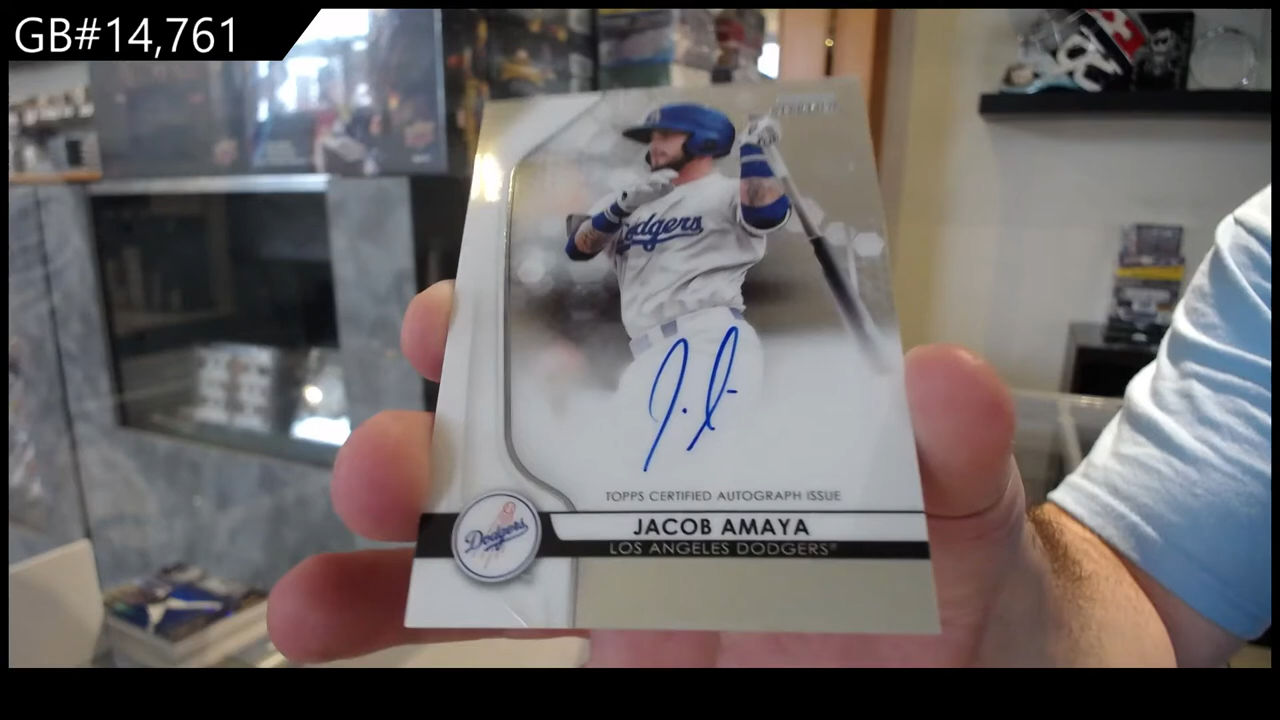 GB#14,761
Dodgers
TOPPS CERTIFIED AUTOGRAPH ISSUE
JACOB AMAYA
Dodgers
LOS ANGELES DODGERS®